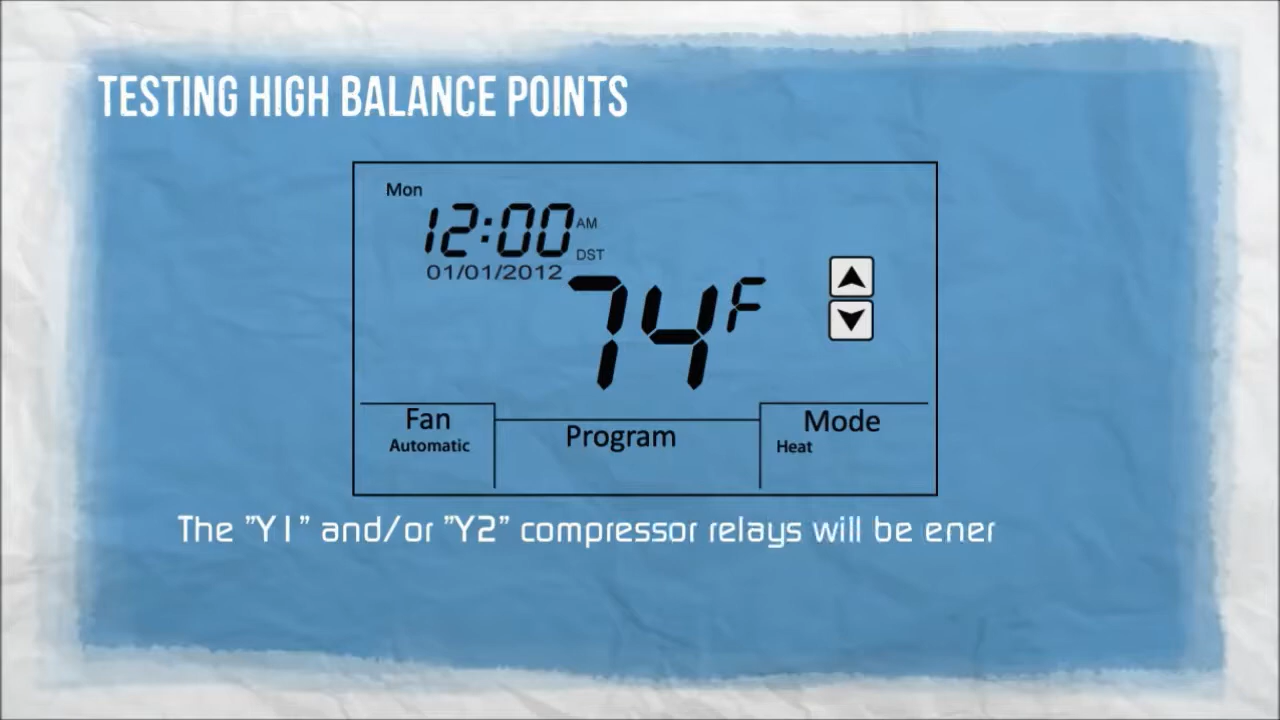 TESTING HIGH BALANCE POINTS
Mon
12:00 AM
DST
01/01/2012
74 F
Fan
Automatic
Program
Mode
Heat
The "Y1" and/or "Y2" compressor relays will be ener